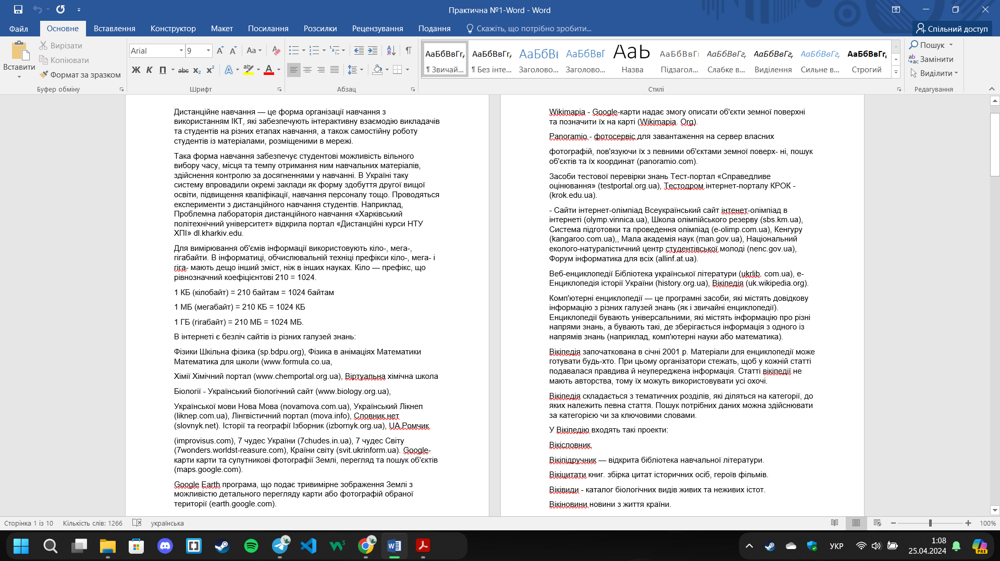 Практична №1-Word - Word
Файл
Основне
Вставлення
Конструктор
Макет
Посилання
Розсилки
Рецензування
Подання
Скажіть, що потрібно зробити...
Спільний доступ
Вставити
Вирізати
Копіювати
Формат за зразком
Буфер обміну
Arial
9
Шрифт
Абзац
АаБбВвГг,
¶ Звичай...
АаБбВвГг,
¶ Без інте...
АаБбВв
Заголово...
АаБбВвГ
Заголово...
АаЬ
Назва
АаБбВвГг
Підзагол...
АаБбВвГг,
Слабке в...
АаБбВвГг,
Виділення
АаБбВвГг,
Сильне в...
АаБбВвГг,
Строгий
Стилі
Пошук
Замінити
Виділити
Редагування
Дистанційне навчання — це форма організації навчання з
використанням ІКТ, які забезпечують інтерактивну взаємодію викладачів
та студентів на різних етапах навчання, а також самостійну роботу
студентів із матеріалами, розміщеними в мережі.
Така форма навчання забезпечує студентові можливість вільного
вибору часу, місця та темпу отримання ним навчальних матеріалів,
здійснення контролю за досягненнями у навчанні. В Україні таку
систему впровадили окремі заклади як форму здобуття другої вищої
освіти, підвищення кваліфікації, навчання персоналу тощо. Проводяться
експерименти з дистанційного навчання студентів. Наприклад,
Проблемна лабораторія дистанційного навчання «Харківський
політехнічний університет» відкрила портал «Дистанційні курси НТУ
ХПІ» dl.kharkiv.edu.
Для вимірювання об'ємів інформації використовують кіло-, мега-,
гігабайти. В інформатиці, обчислювальній техніці префікси кіло-, мега- і
гіга- мають дещо інший зміст, ніж в інших науках. Кіло — префікс, що
рівнозначний коефіцієнтові 210 = 1024.
1 КБ (кілобайт) = 210 байтам = 1024 байтам
1 МБ (мегабайт) = 210 КБ = 1024 КБ
1 ГБ (гігабайт) = 210 МБ = 1024 МБ.
В інтернеті є безліч сайтів із різних галузей знань:
Фізики Шкільна фізика (sp.bdpu.org), Фізика в анімаціях Математики
Математика для школи (www.formula.co.ua,
Хімії Хімічний портал (www.chemportal.org.ua), Віртуальна хімічна школа
Біології - Український біологічний сайт (www.biology.org.ua),
Української мови Нова Мова (novamova.com.ua), Український Лікнеп
(liknep.com.ua), Лінгвістичний портал (mova.info), Словник.нет
(slovnyk.net). Історії та географії Ізборник (izbornyk.org.ua), UA.Ромчик
(improvisus.com), 7 чудес України (7chudes.in.ua), 7 чудес Світу
(7wonders.worldst-reasure.com), Країни світу (svit.ukrinform.ua). Google-
карти карти та супутникові фотографії Землі, перегляд та пошук об'єктів
(maps.google.com).
Google Earth програма, що подає тривимірне зображення Землі з
можливістю детального перегляду карти або фотографій обраної
території (earth.google.com).
Wikimapia - Google-карти надає змогу описати об'єкти земної поверхні
та позначити їх на карті (Wikimapia. Org).
Panoramio - фотосервіс для завантаження на сервер власних
фотографій, пов'язуючи їх з певними об'єктами земної поверх- ні, пошук
об'єктів та їх координат (panoramio.com).
Засоби тестової перевірки знань Тест-портал «Справедливе
оцінювання» (testportal.org.ua), Тестодром інтернет-порталу КРОК -
(krok.edu.ua).
- Сайти інтернет-олімпіад Всеукраїнський сайт інтенет-олімпіад в
інтернеті (olymp.vinnica.ua), Школа олімпійського резерву (sbs.km.ua),
Система підготовки та проведення олімпіад (e-olimp.com.ua), Кенгуру
(kangaroo.com.ua),, Мала академія наук (man.gov.ua), Національний
еколого-натуралістичний центр студентівської молоді (nenc.gov.ua),
Форум інформатика для всіх (allinf.at.ua).
Веб-енциклопедії Бібліотека української літератури (ukrlib. com.ua), е-
Енциклопедія історії України (history.org.ua), Вікіпедія (uk.wikipedia.org).
Комп'ютерні енциклопедії — це програмні засоби, які містять довідкову
інформацію з різних галузей знань (як і звичайні енциклопедії).
Енциклопедії бувають універсальними, які містять інформацію про різні
напрями знань, а бувають такі, де зберігається інформація з одного із
напрямів знань (наприклад, комп'ютерні науки або математика).
Вікіпедія започаткована в січні 2001 р. Матеріали для енциклопедії може
готувати будь-хто. При цьому організатори стежать, щоб у кожній статті
подавалася правдива й неупереджена інформація. Статті вікіпедії не
мають авторства, тому їх можуть використовувати усі охочі.
Вікіпедія складається з тематичних розділів, які діляться на категорії, до
яких належить певна стаття. Пошук потрібних даних можна здійснювати
за категорією чи за ключовими словами.
У Вікіпедію входять такі проекти:
Вікісловник.
Вікіпідручник — відкрита бібліотека навчальної літератури.
Вікіцитати книг. збірка цитат історичних осіб, героїв фільмів.
Віківиди - каталог біологічних видів живих та неживих істот.
Вікіновини новини з життя країни.
Сторінка 1 із 10
Кількість слів: 1266
українська
100%
УКР
1:08
25.04.2024
PRE